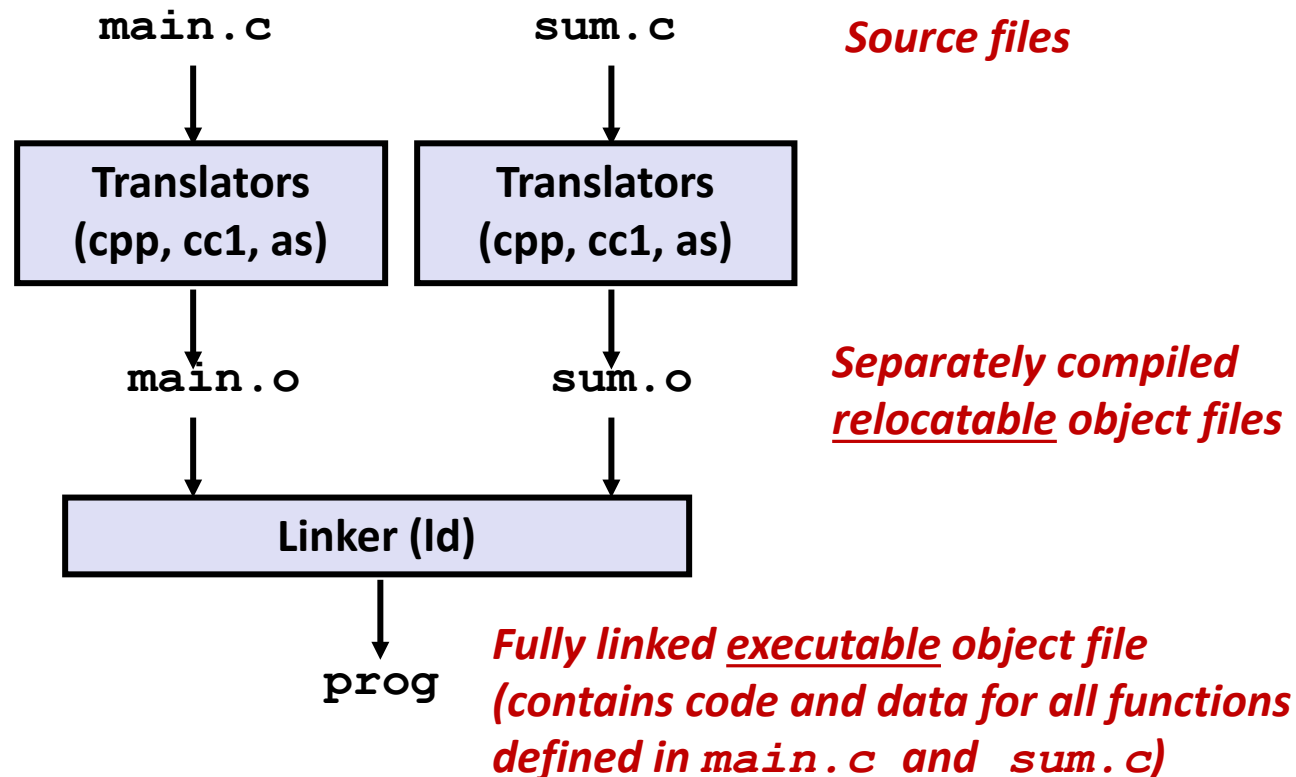 main.c
sum.c
Source files
Translators
(cpp, cc1, as)
Translators
(cpp, cc1, as)
main.o
sum.o
Separately compiled
relocatable object files
Linker (ld)
prog
Fully linked executable object file
(contains code and data for all functions
defined in main.c and sum.c)